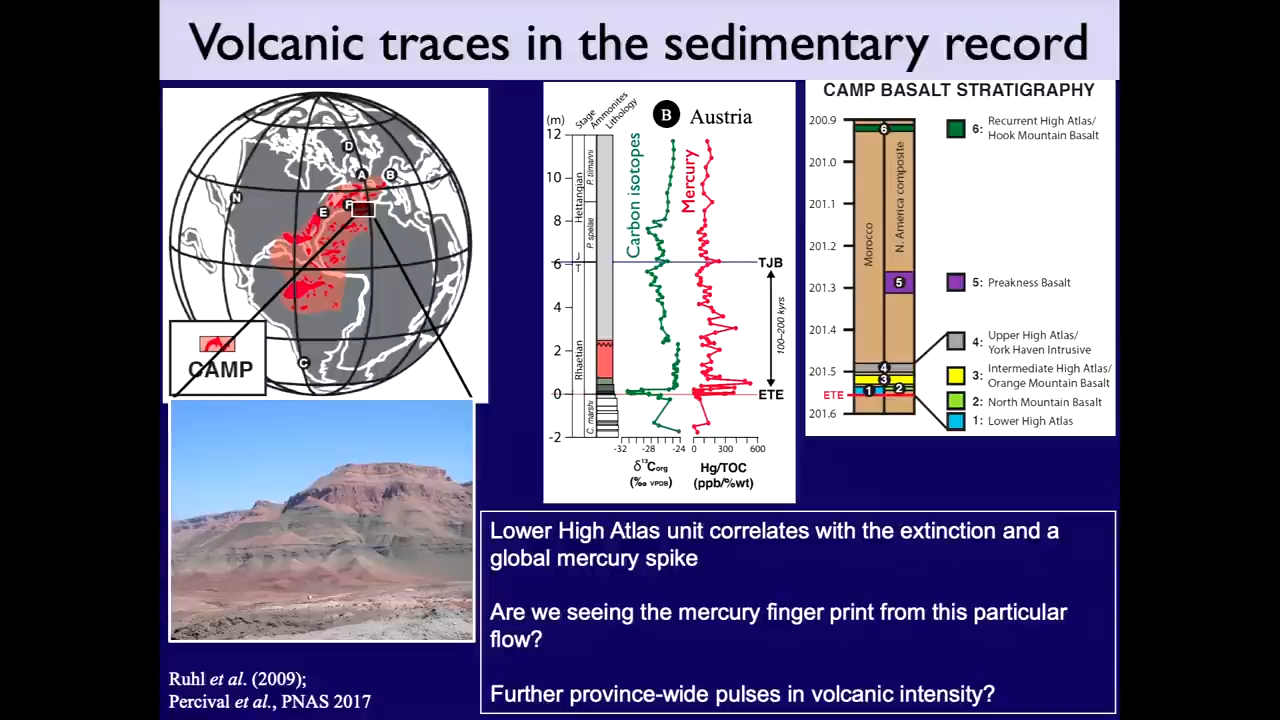 Volcanic traces in the sedimentary record
D
A
B
N
E
F
C
CAMP
B Austria
Stage
Ammonites
Lithology
(m)
12
10
8
6
4
2
0
-2
Hettangian
J
T
Rhaetian
P. tilmanni
P. spelae
C. marshi
Carbon isotopes
Mercury
TJB
100–200 kyrs
ETE
-32 -28 -24 0 300 600
δ13Corg
(‰ VPDB)
Hg/TOC
(ppb/%wt)
CAMP BASALT STRATIGRAPHY
200.9
201.0
201.1
201.2
201.3
201.4
201.5
ETE
201.6
Morocco
N. America composite
6
5
4
3
2
1
6: Recurrent High Atlas/
Hook Mountain Basalt
5: Preakness Basalt
4: Upper High Atlas/
York Haven Intrusive
3: Intermediate High Atlas/
Orange Mountain Basalt
2: North Mountain Basalt
1: Lower High Atlas
Lower High Atlas unit correlates with the extinction and a
global mercury spike
Are we seeing the mercury finger print from this particular
flow?
Further province-wide pulses in volcanic intensity?
Ruhl et al. (2009);
Percival et al., PNAS 2017